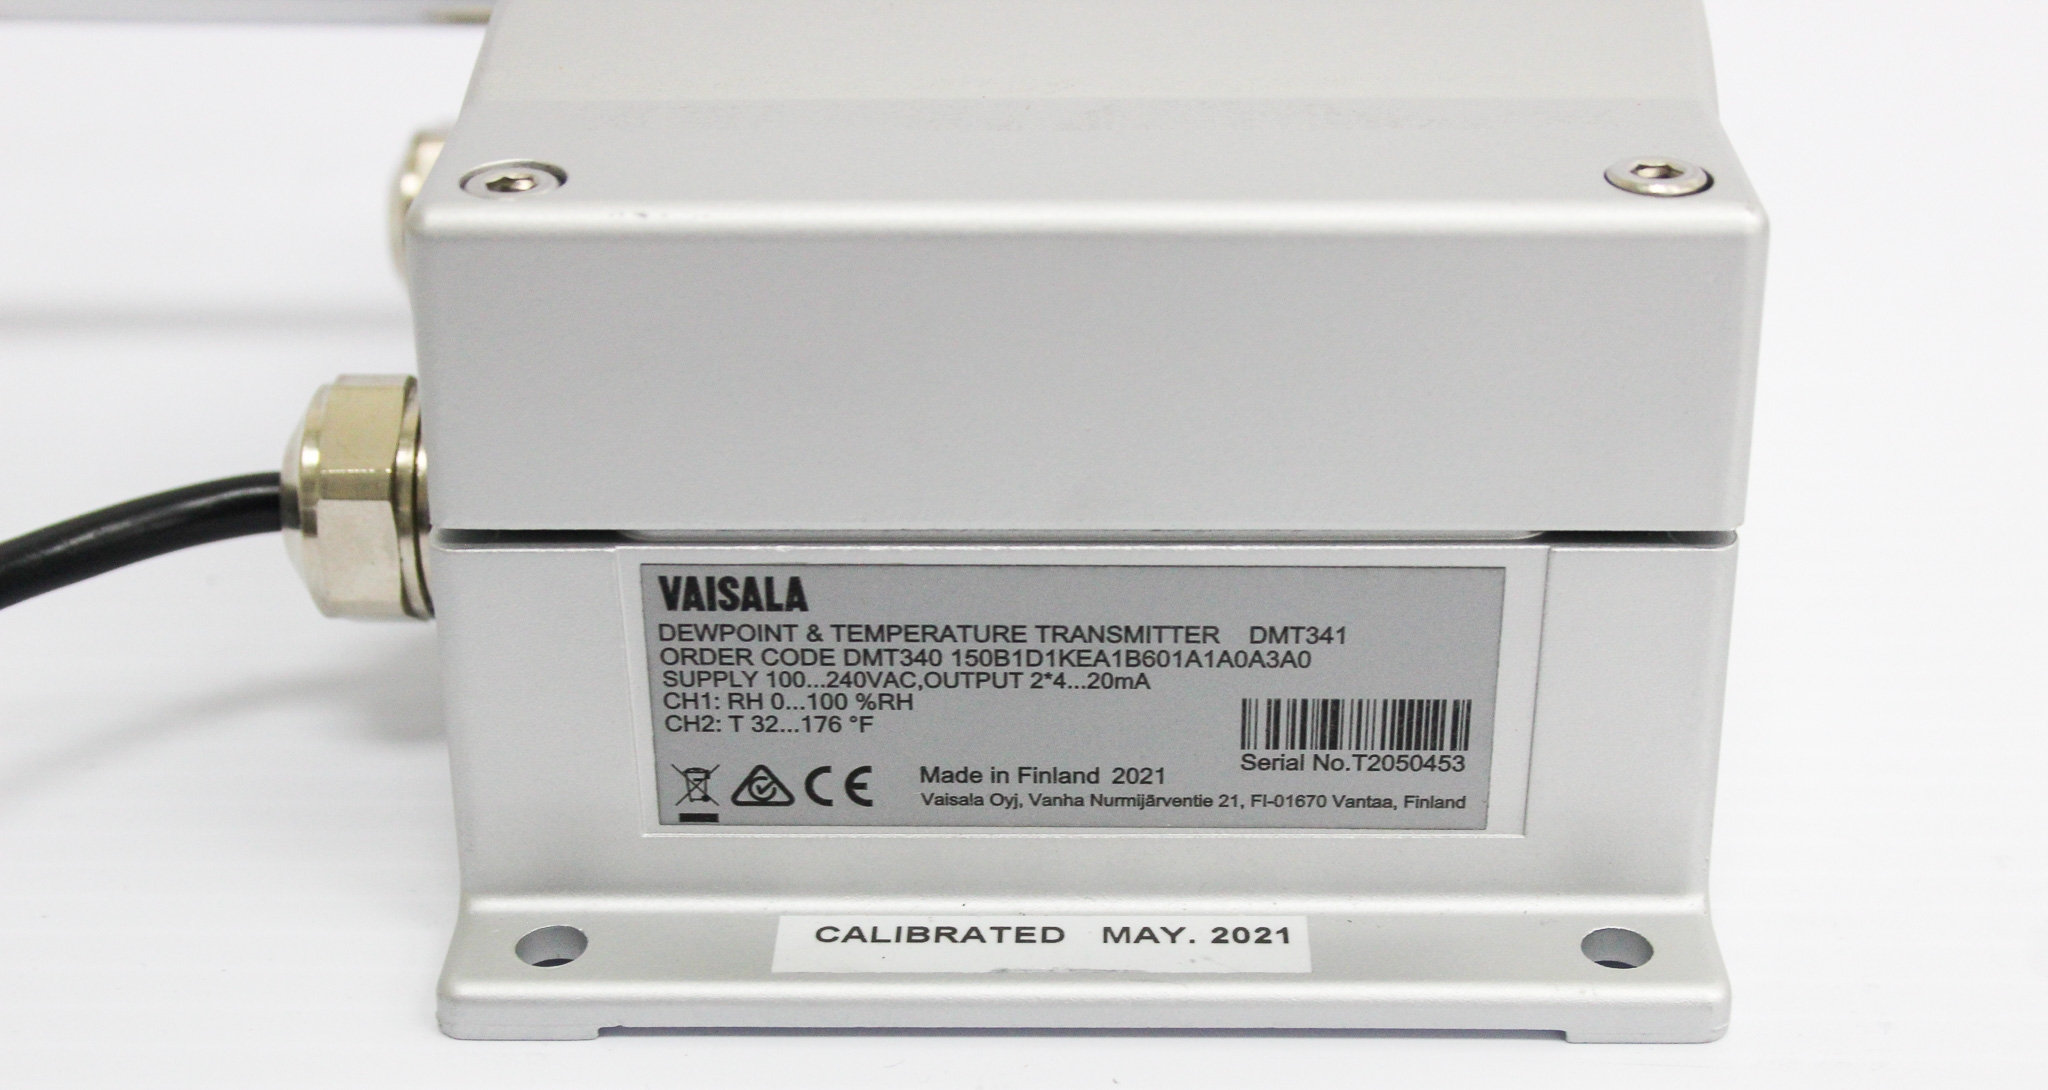 VAISALA
DEWPOINT & TEMPERATURE TRANSMITTER DMT341
ORDER CODE DMT340 150B1D1KEA1B601A1A0A3A0
SUPPLY 100...240VAC,OUTPUT 2*4...20mA
CH1: RH 0...100 %RH
CH2: T 32...176 °F
Serial No.T2050453
CE
Made in Finland 2021
Vaisala Oyj, Vanha Nurmijärventie 21, FI-01670 Vantaa, Finland
CALIBRATED MAY. 2021